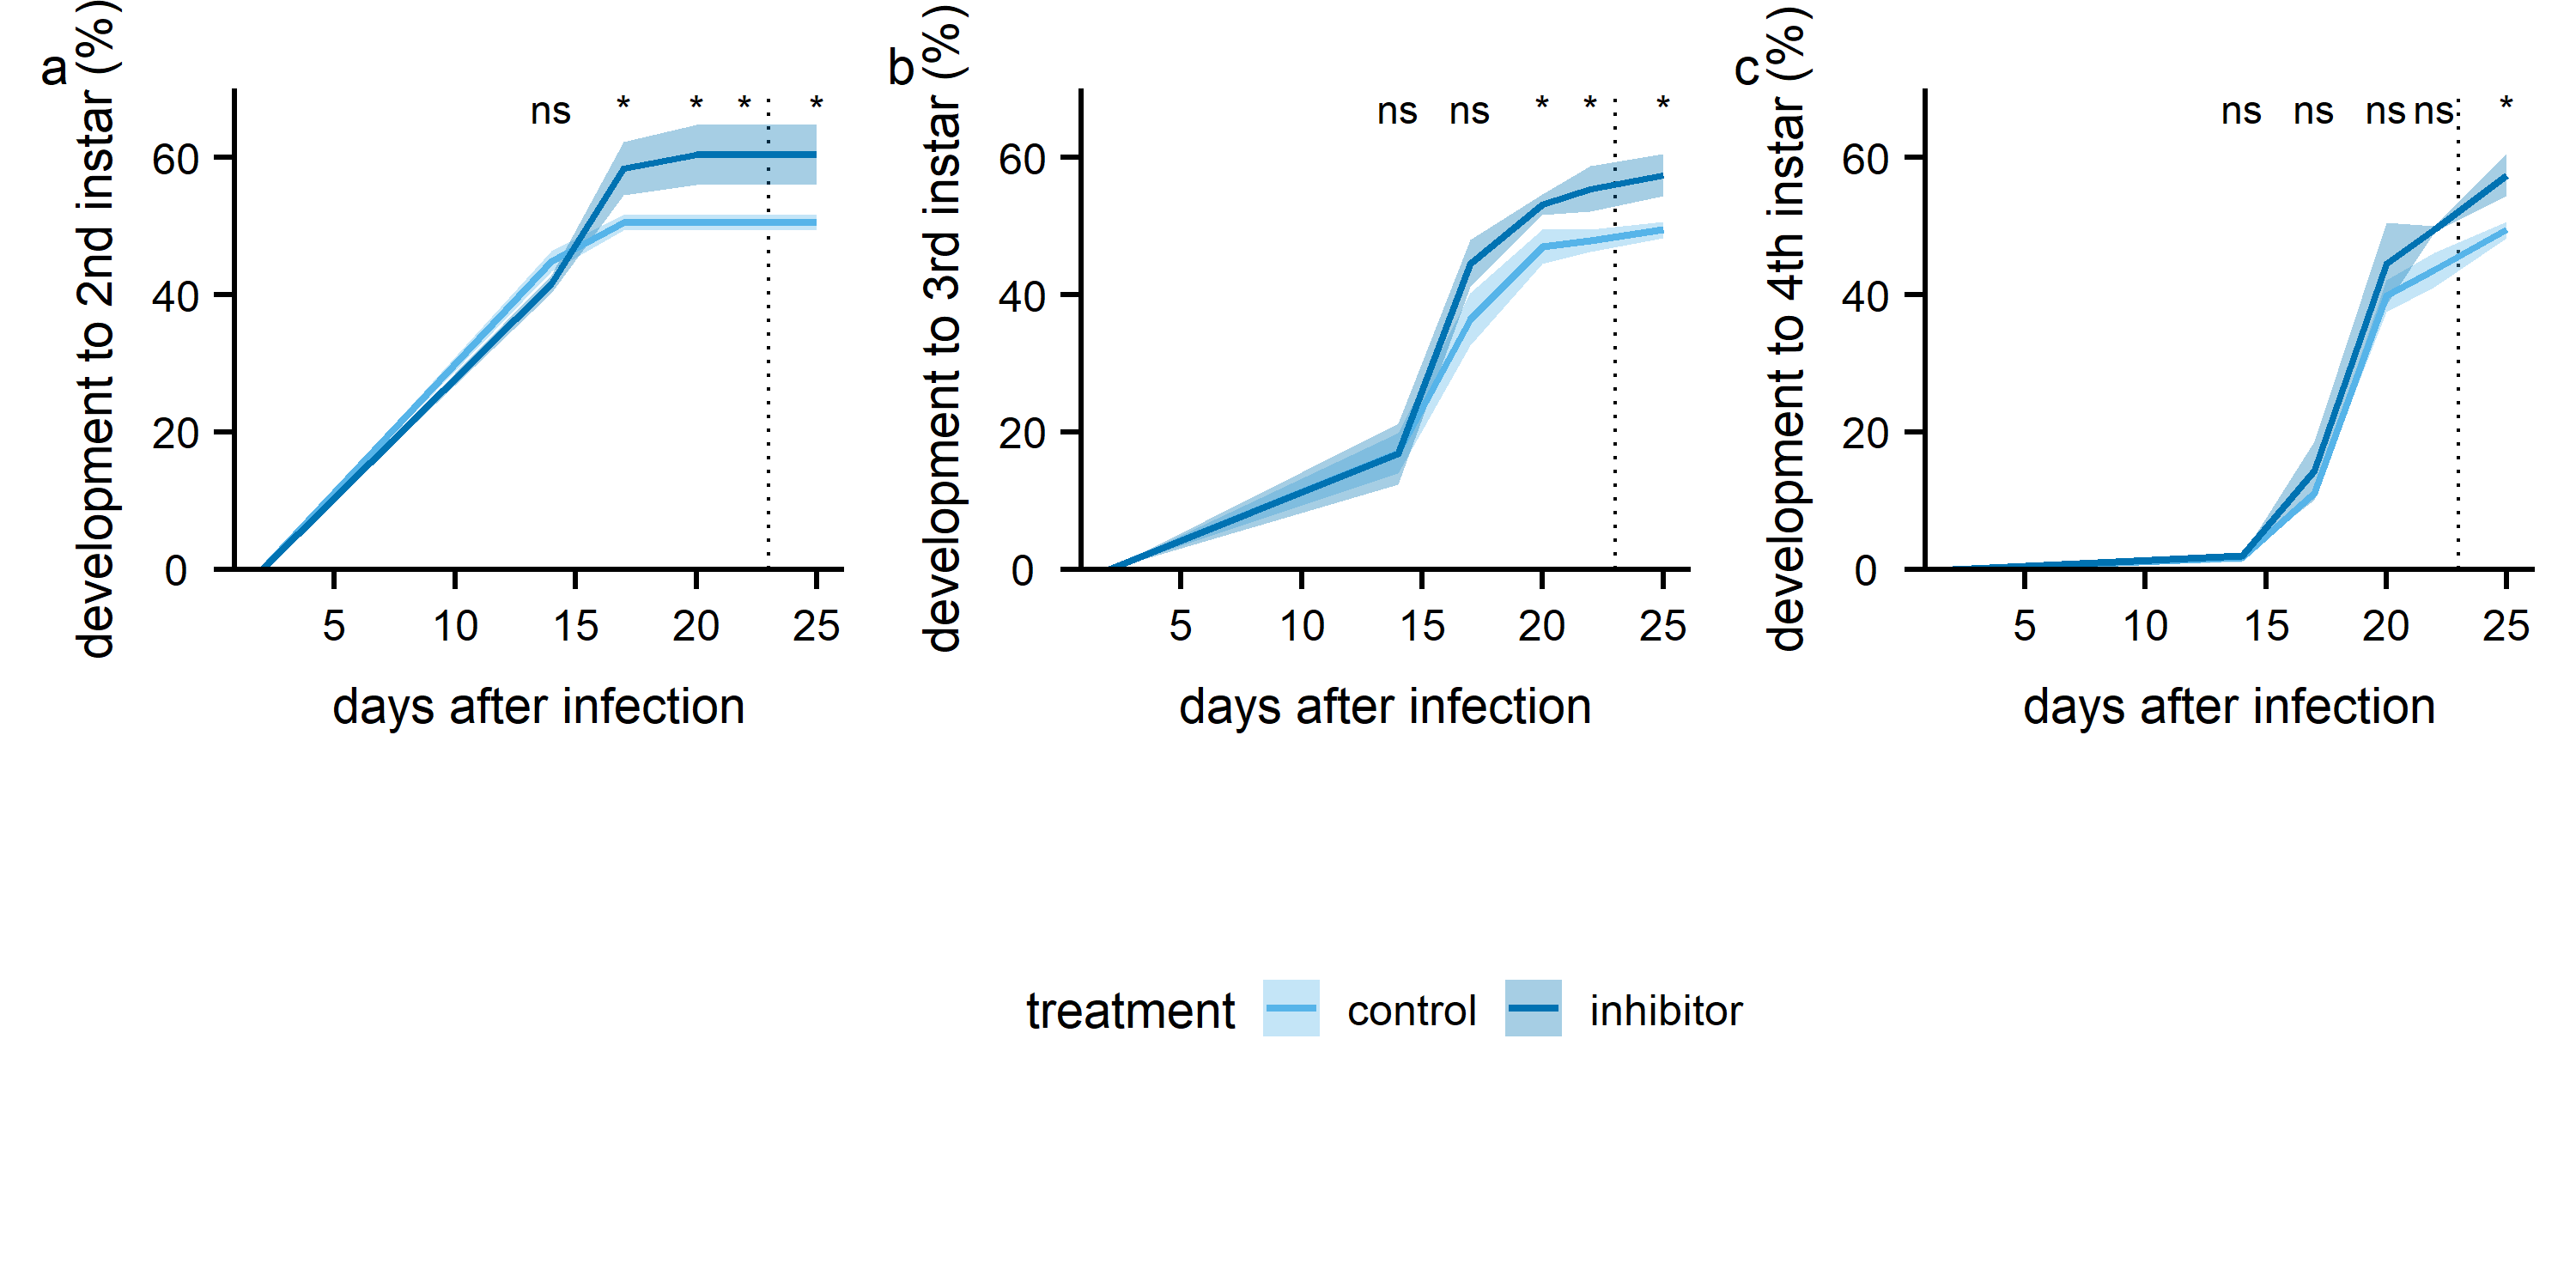 a
development to 2nd instar (%)
ns * * * *
60
40
20
0
5 10 15 20 25
days after infection
b
development to 3rd instar (%)
ns ns * * *
60
40
20
0
5 10 15 20 25
days after infection
c
development to 4th instar (%)
ns ns ns ns *
60
40
20
0
5 10 15 20 25
days after infection
treatment control inhibitor